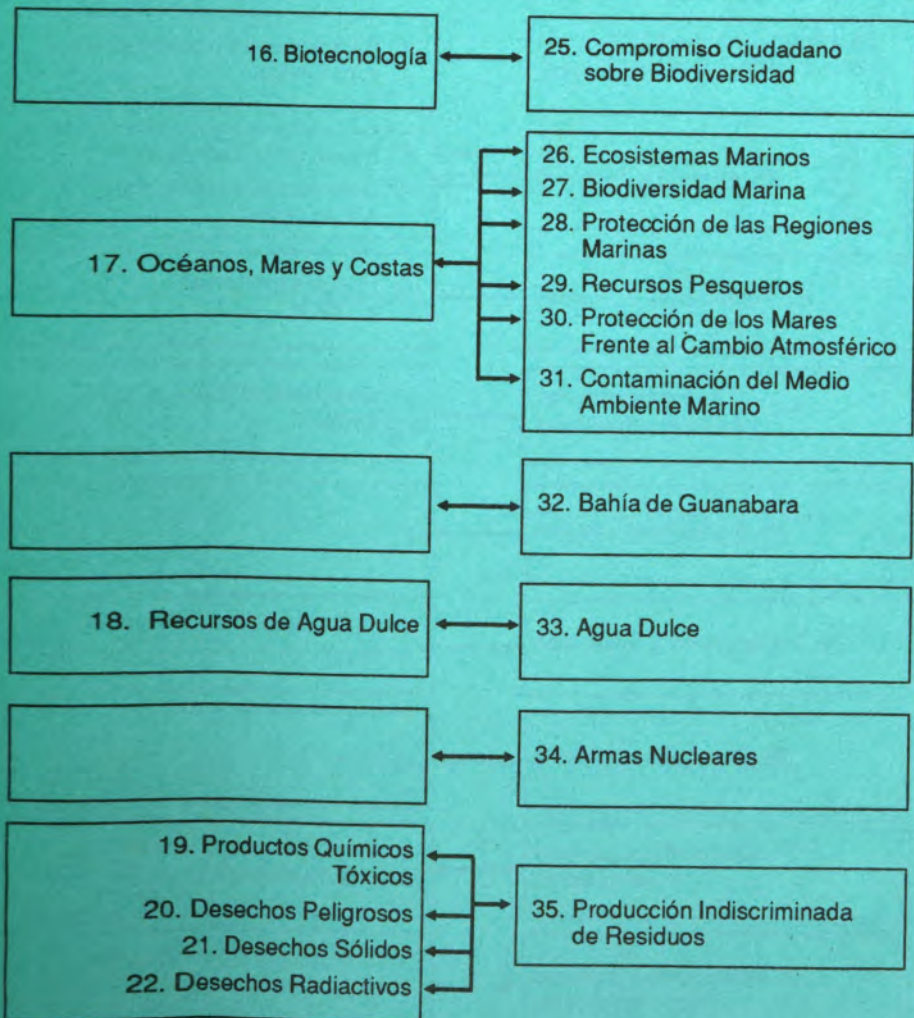 16. Biotecnología
25. Compromiso Ciudadano
sobre Biodiversidad
17. Océanos, Mares y Costas
26. Ecosistemas Marinos
27. Biodiversidad Marina
28. Protección de las Regiones
Marinas
29. Recursos Pesqueros
30. Protección de los Mares
Frente al Cambio Atmosférico
31. Contaminación del Medio
Ambiente Marino
32. Bahía de Guanabara
18. Recursos de Agua Dulce
33. Agua Dulce
34. Armas Nucleares
19. Productos Químicos
Tóxicos
20. Desechos Peligrosos
21. Desechos Sólidos
22. Desechos Radiactivos
35. Producción Indiscriminada
de Residuos